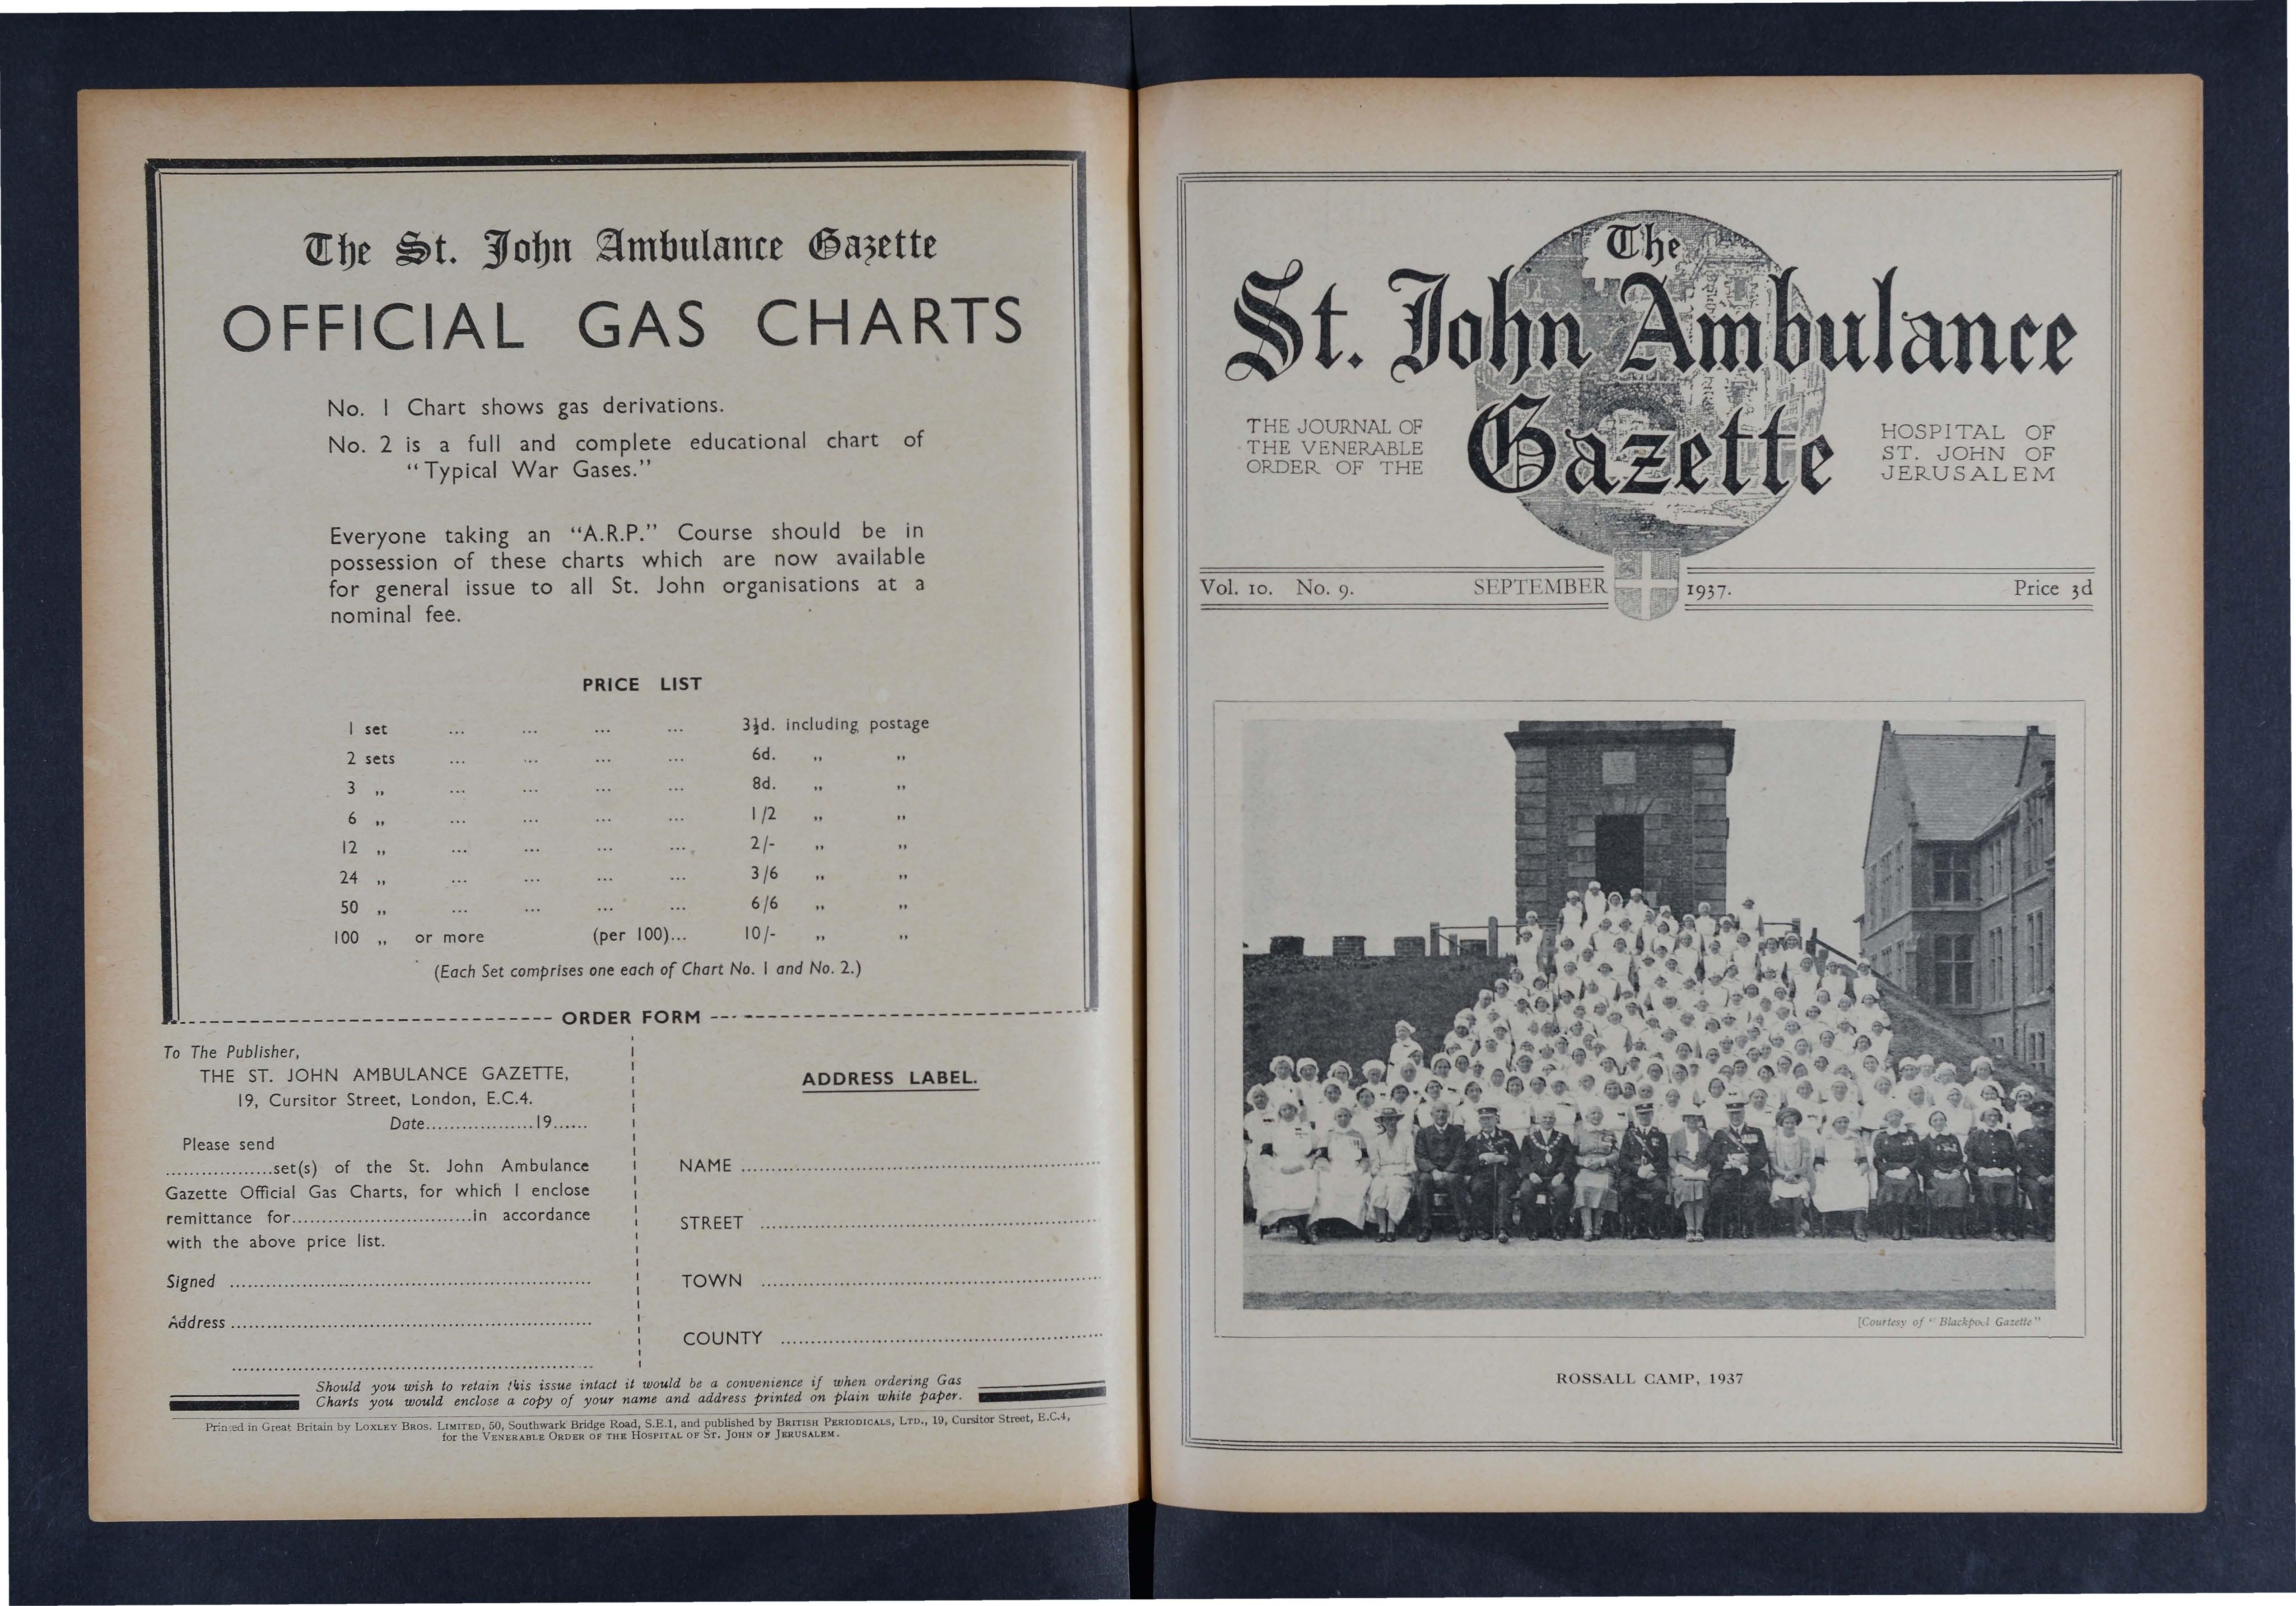 The St. John Ambulance Gazette
OFFICIAL GAS CHARTS
No. 1 Chart shows gas derivations.
No. 2 is a full and complete educational chart of
“Typical War Gases.”
Everyone taking an “A.R.P.” Course should be in
possession of these charts which are now available
for general issue to all St. John organisations at a
nominal fee.
PRICE LIST
1 set ... ... ... ... 3½d. including postage
2 sets ... ... ... ... 6d. „ „
3 „ ... ... ... ... 8d. „ „
6 „ ... ... ... ... 1/2 „ „
12 „ ... ... ... ... 2/- „ „
24 „ ... ... ... ... 3/6 „ „
50 „ ... ... ... ... 6/6 „ „
100 „ or more (per 100)... 10/- „ „
(Each Set comprises one each of Chart No. 1 and No. 2.)
ORDER FORM
To The Publisher,
THE ST. JOHN AMBULANCE GAZETTE,
19, Cursitor Street, London, E.C.4.
Date..................19......
Please send
..................set(s) of the St. John Ambulance
Gazette Official Gas Charts, for which I enclose
remittance for..............................in accordance
with the above price list.
Signed ............................................................
Address ............................................................
............................................................
ADDRESS LABEL.
NAME ............................................................
STREET ............................................................
TOWN ............................................................
COUNTY ............................................................
Should you wish to retain this issue intact it would be a convenience if when ordering Gas
Charts you would enclose a copy of your name and address printed on plain white paper.
Printed in Great Britain by LOXLEY BROS. LIMITED, 50, Southwark Bridge Road, S.E.1, and published by BRITISH PERIODICALS, LTD., 19, Cursitor Street, E.C.4,
for the VENERABLE ORDER OF THE HOSPITAL OF ST. JOHN OF JERUSALEM.
The
St. John Ambulance
Gazette
THE JOURNAL OF
THE VENERABLE
ORDER OF THE
HOSPITAL OF
ST. JOHN OF
JERUSALEM
Vol. 10. No. 9. SEPTEMBER 1937. Price 3d
[Courtesy of “Blackpool Gazette”
ROSSALL CAMP, 1937